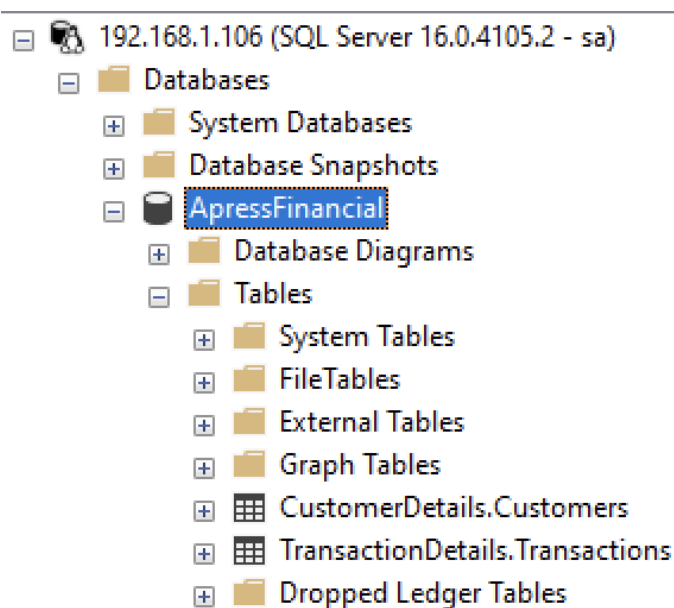 192.168.1.106 (SQL Server 16.0.4105.2 - sa)
Databases
System Databases
Database Snapshots
ApressFinancial
Database Diagrams
Tables
System Tables
FileTables
External Tables
Graph Tables
CustomerDetails.Customers
TransactionDetails.Transactions
Dropped Ledger Tables